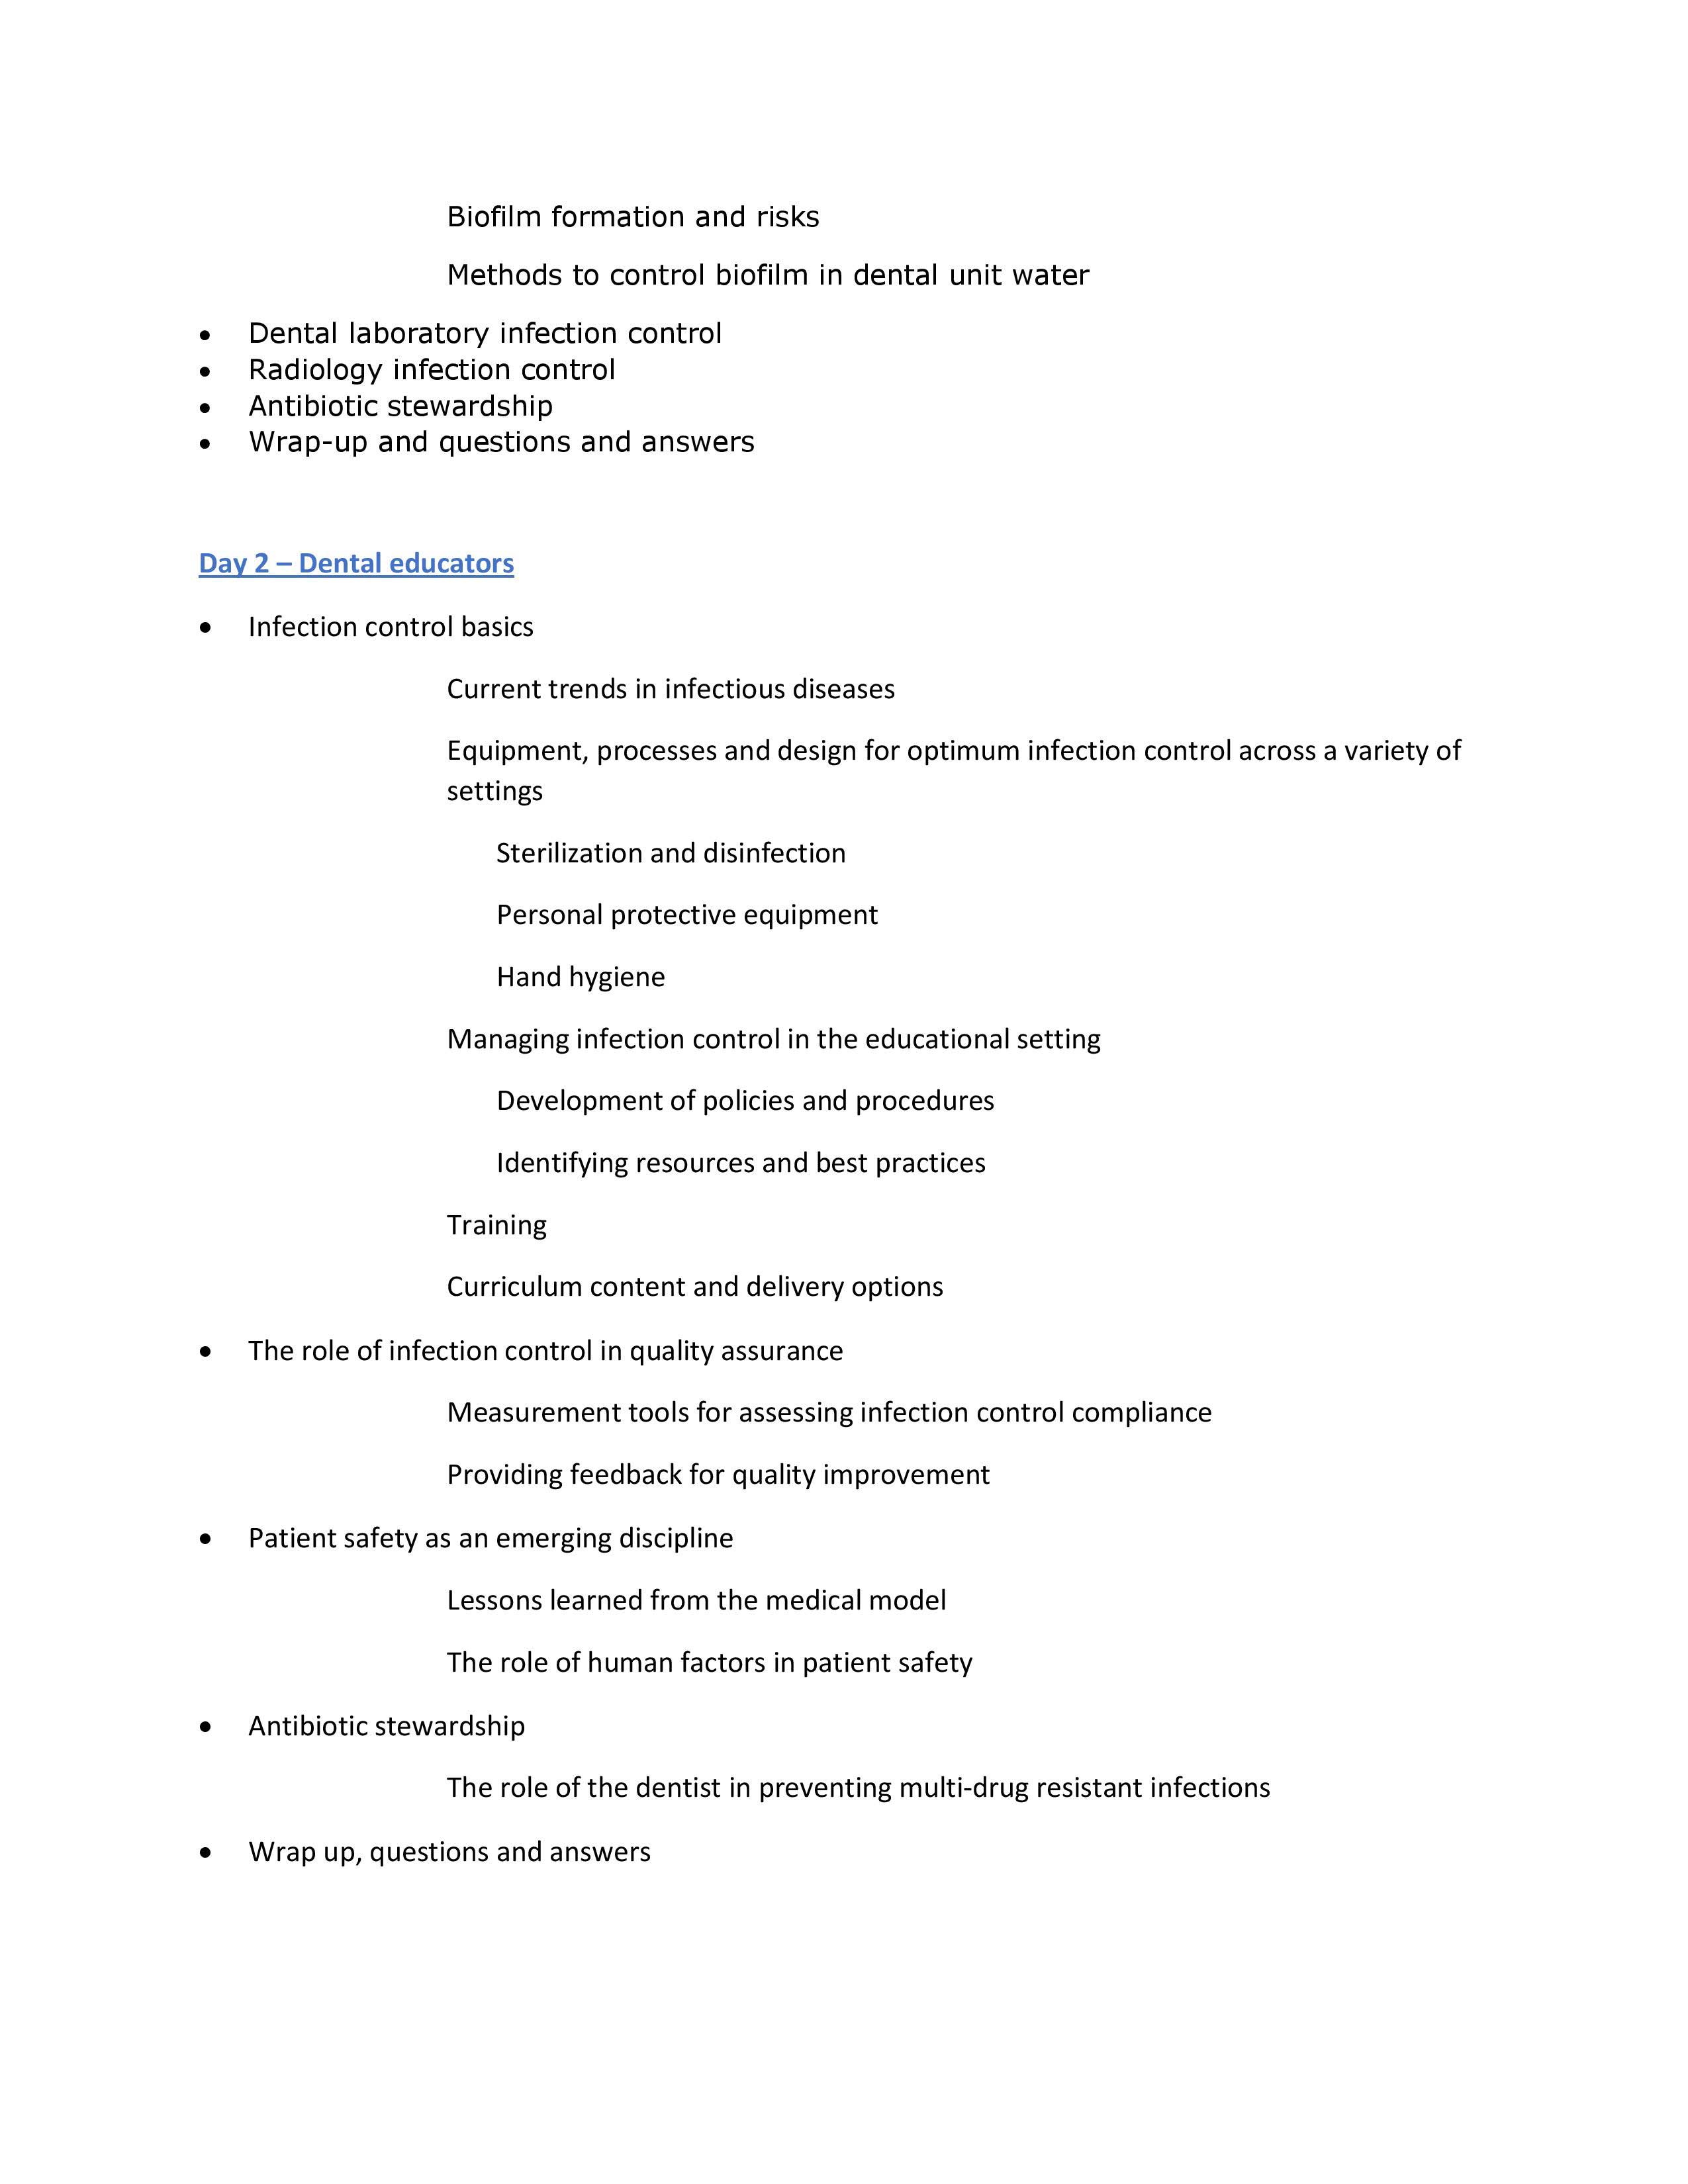 Biofilm formation and risks
Methods to control biofilm in dental unit water
• Dental laboratory infection control
• Radiology infection control
• Antibiotic stewardship
• Wrap-up and questions and answers
Day 2 – Dental educators
• Infection control basics
Current trends in infectious diseases
Equipment, processes and design for optimum infection control across a variety of
settings
Sterilization and disinfection
Personal protective equipment
Hand hygiene
Managing infection control in the educational setting
Development of policies and procedures
Identifying resources and best practices
Training
Curriculum content and delivery options
• The role of infection control in quality assurance
Measurement tools for assessing infection control compliance
Providing feedback for quality improvement
• Patient safety as an emerging discipline
Lessons learned from the medical model
The role of human factors in patient safety
• Antibiotic stewardship
The role of the dentist in preventing multi-drug resistant infections
• Wrap up, questions and answers